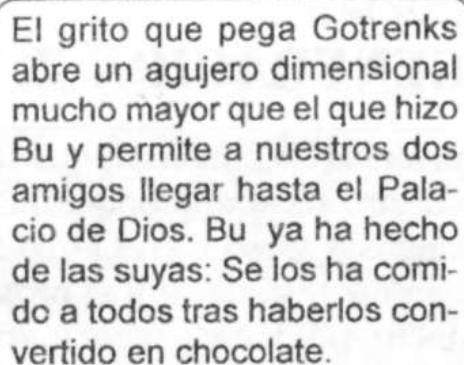 El grito que pega Gotrenks
abre un agujero dimensional
mucho mayor que el que hizo
Bu y permite a nuestros dos
amigos llegar hasta el Pala-
cio de Dios. Bu ya ha hecho
de las suyas: Se los ha comi-
do a todos tras haberlos con-
vertido en chocolate.